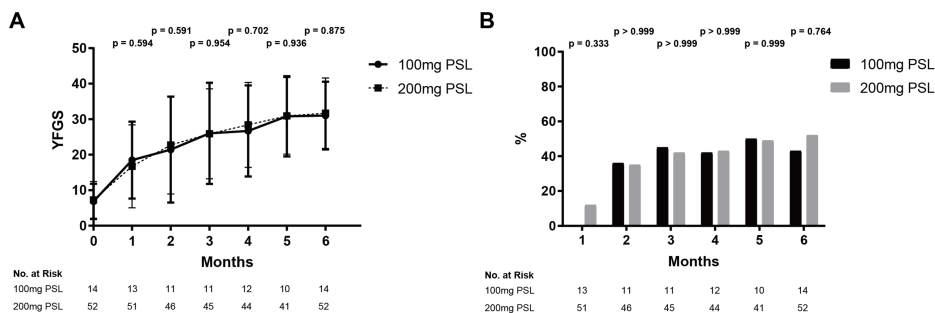 A
p = 0.591 p = 0.702 p = 0.875
p = 0.594 p = 0.954 p = 0.936
50
40
30
20
10
0
YFGS
100mg PSL
200mg PSL
0 1 2 3 4 5 6
Months
No. at Risk
100mg PSL 14 13 11 11 12 10 14
200mg PSL 52 51 46 45 44 41 52
B
p > 0.999 p > 0.999 p = 0.764
p = 0.333 p > 0.999 p = 0.999
100
80
60
40
20
0
%
100mg PSL
200mg PSL
1 2 3 4 5 6
Months
No. at Risk
100mg PSL 13 11 11 12 10 14
200mg PSL 51 46 45 44 41 52